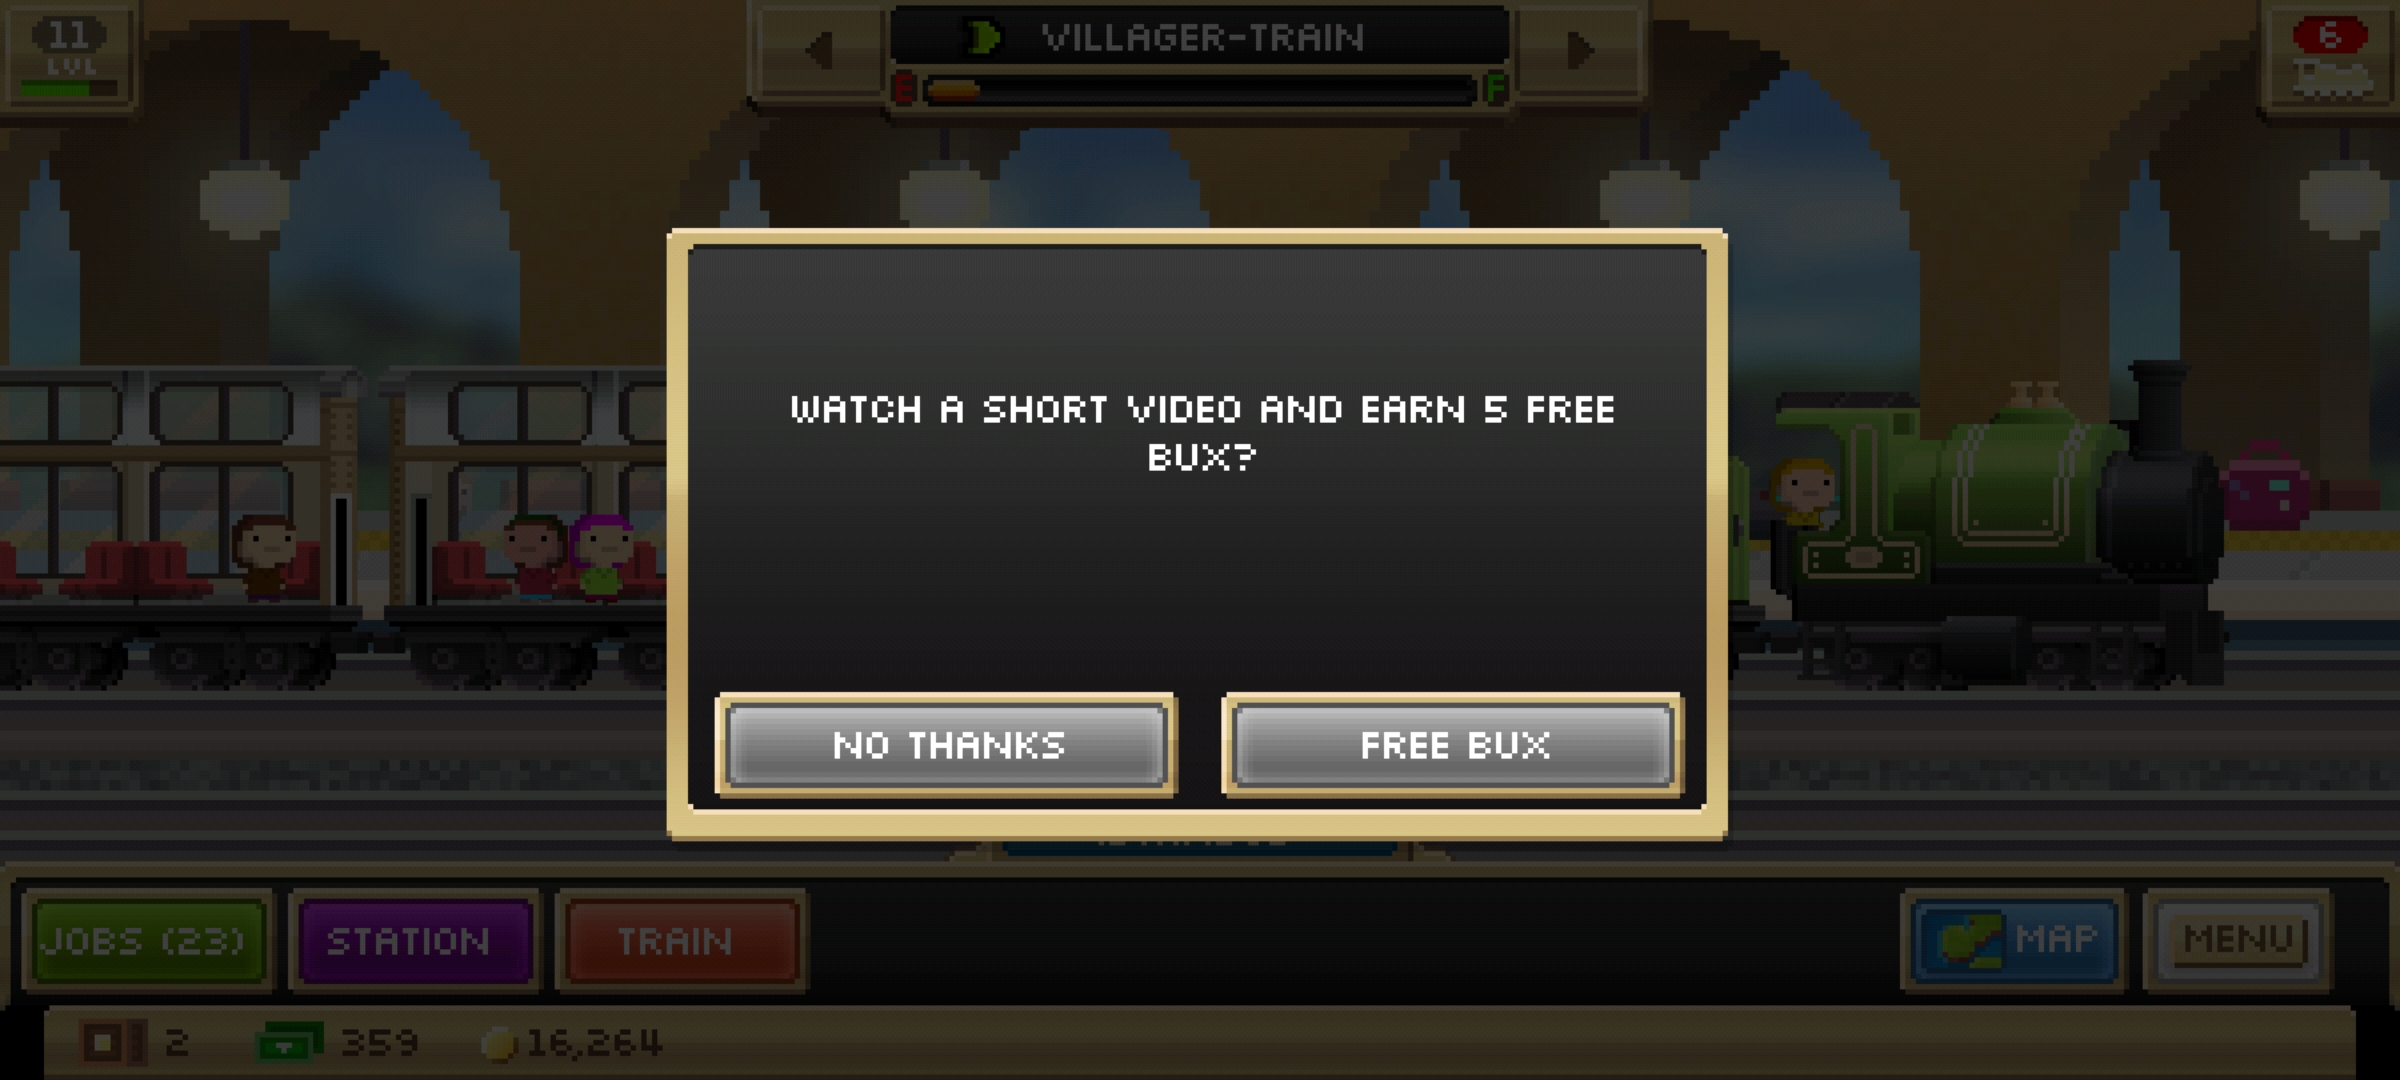 11
LVL
VILLAGER-TRAIN
E F
6
WATCH A SHORT VIDEO AND EARN 5 FREE
BUX?
NO THANKS
FREE BUX
JOBS (23)
STATION
TRAIN
MAP
MENU
2
359
16,264